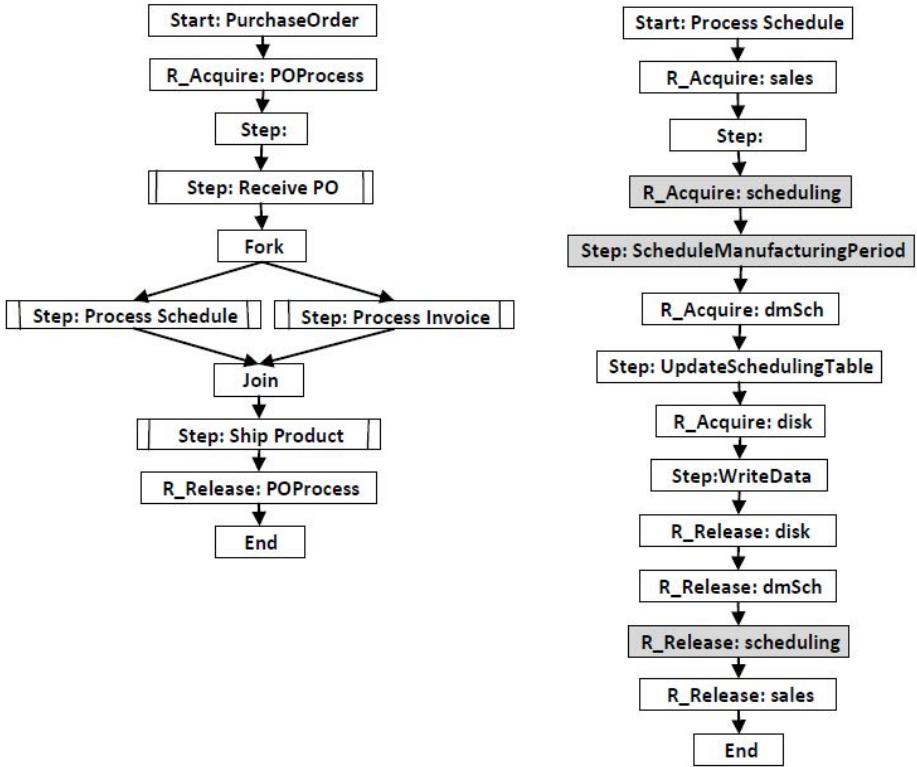 Start: PurchaseOrder
R_Acquire: POProcess
Step:
Step: Receive PO
Fork
Step: Process Schedule
Step: Process Invoice
Join
Step: Ship Product
R_Release: POProcess
End
Start: Process Schedule
R_Acquire: sales
Step:
R_Acquire: scheduling
Step: ScheduleManufacturingPeriod
R_Acquire: dmSch
Step: UpdateSchedulingTable
R_Acquire: disk
Step:WriteData
R_Release: disk
R_Release: dmSch
R_Release: scheduling
R_Release: sales
End